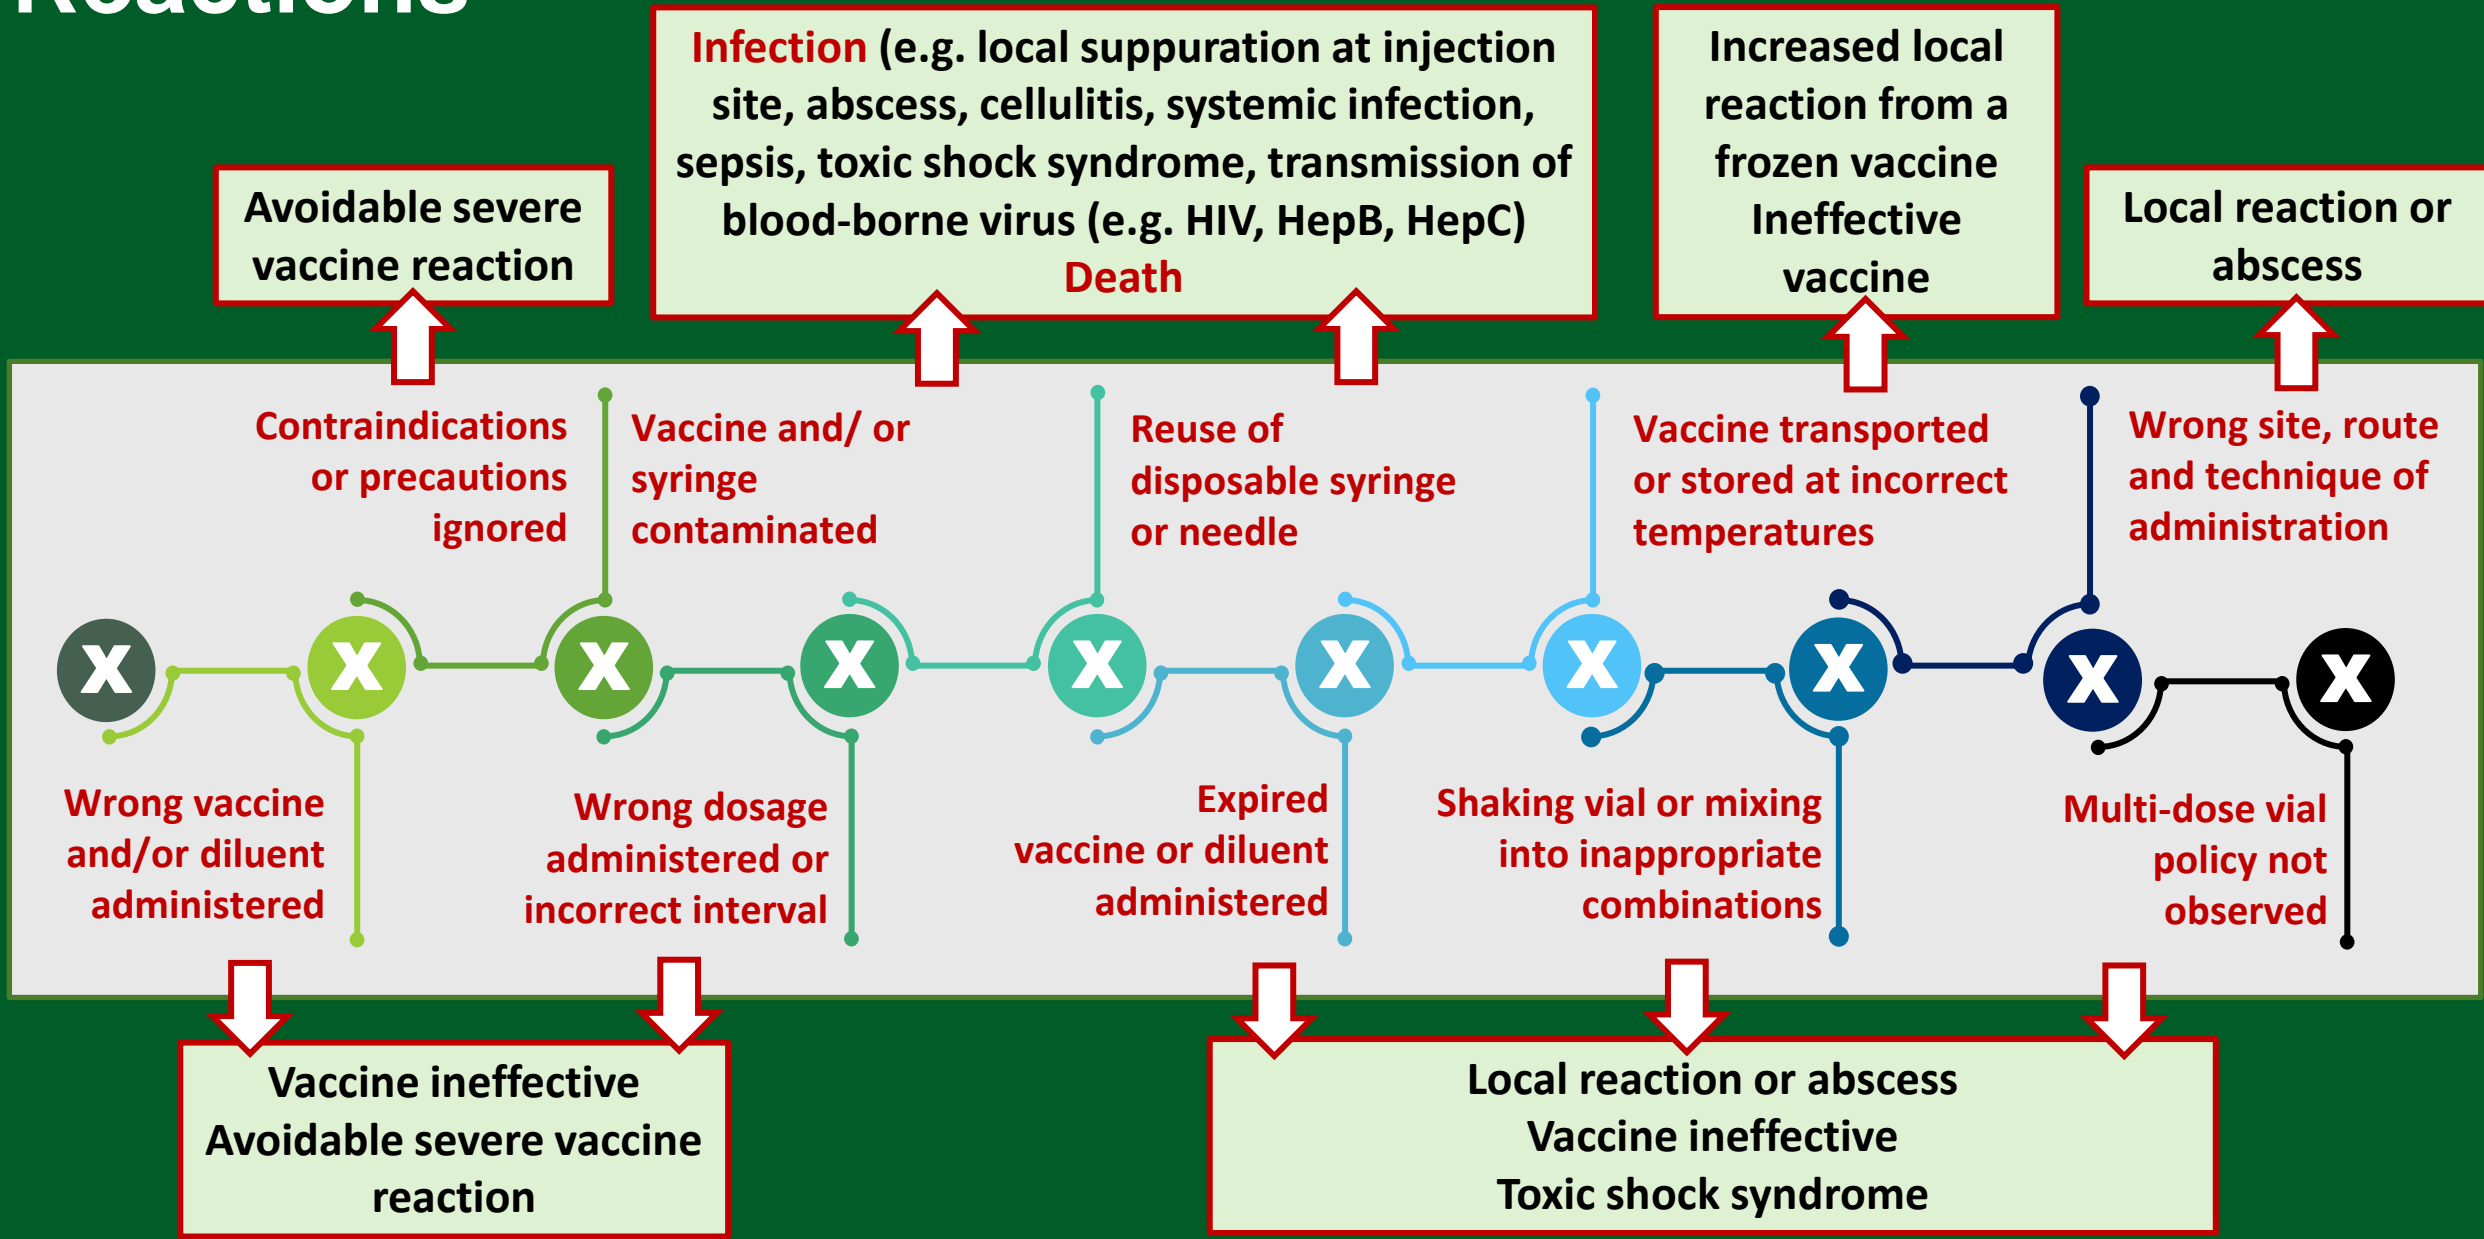 Reactions
Infection (e.g. local suppuration at injection
site, abscess, cellulitis, systemic infection,
sepsis, toxic shock syndrome, transmission of
blood-borne virus (e.g. HIV, HepB, HepC)
Death
Increased local
reaction from a
frozen vaccine
Ineffective
vaccine
Avoidable severe
vaccine reaction
Local reaction or
abscess
Contraindications
or precautions
ignored
Vaccine and/ or
syringe
contaminated
Reuse of
disposable syringe
or needle
Vaccine transported
or stored at incorrect
temperatures
Wrong site, route
and technique of
administration
X X X X X X X X X X
Wrong vaccine
and/or diluent
administered
Wrong dosage
administered or
incorrect interval
Expired
vaccine or diluent
administered
Shaking vial or mixing
into inappropriate
combinations
Multi-dose vial
policy not
observed
Vaccine ineffective
Avoidable severe vaccine
reaction
Local reaction or abscess
Vaccine ineffective
Toxic shock syndrome